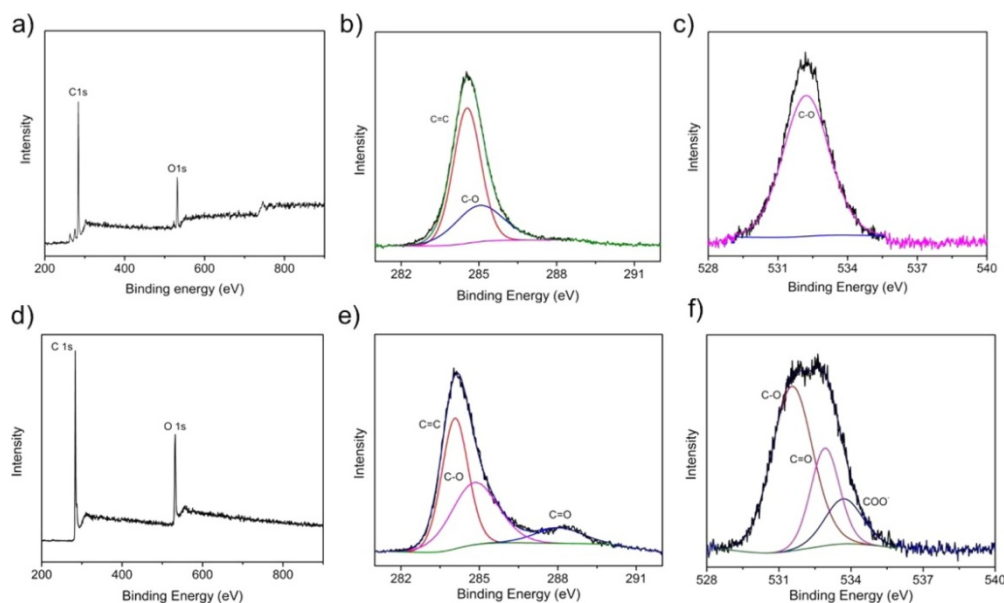 a)
C1s
O1s
Intensity
200 400 600 800
Binding energy (eV)
b)
C=C
C-O
Intensity
282 285 288 291
Binding Energy (eV)
c)
C-O
Intensity
528 531 534 537 540
Binding Energy (eV)
d)
C 1s
O 1s
Intensity
200 400 600 800
Binding Energy (eV)
e)
C=C
C-O
C=O
Intensity
282 285 288 291
Binding Energy (eV)
f)
C-O
C=O
COO⁻
Intensity
528 531 534 537 540
Binding Energy (eV)